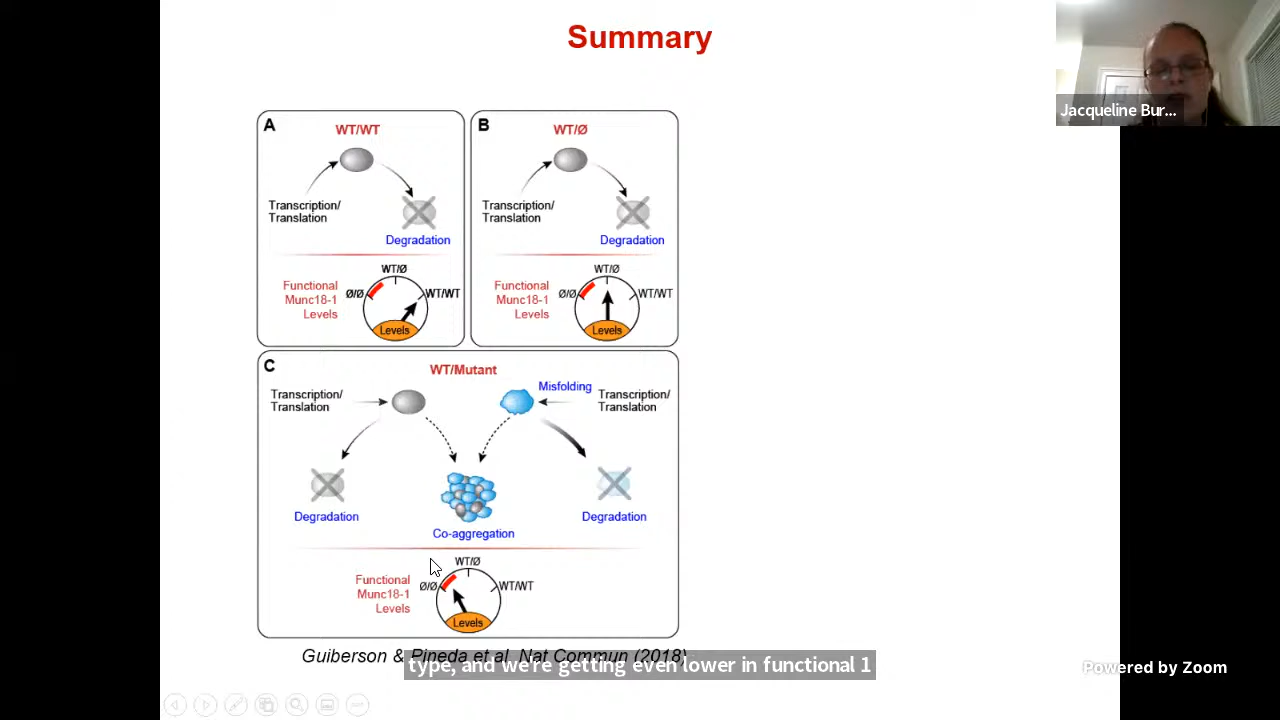 Summary
Jacqueline Bur...
A
WT/WT
Transcription/
Translation
Degradation
Functional
Munc18-1
Levels
WT/Ø
Ø/Ø
WT/WT
Levels
B
WT/Ø
Transcription/
Translation
Degradation
Functional
Munc18-1
Levels
WT/Ø
Ø/Ø
WT/WT
Levels
C
WT/Mutant
Transcription/
Translation
Misfolding
Transcription/
Translation
Degradation
Co-aggregation
Degradation
Functional
Munc18-1
Levels
WT/Ø
Ø/Ø
WT/WT
Levels
Guiberson & Pineda et al, Nat Commun (2018)
type, and we're getting even lower in functional 1
Powered by Zoom